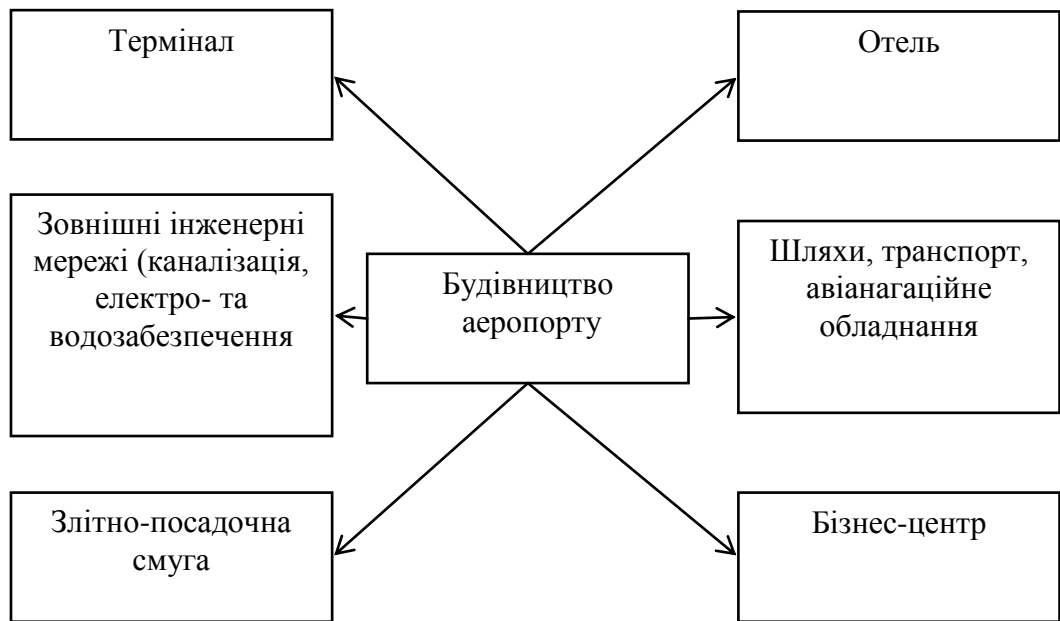 Термінал
Отель
Зовнішні інженерні
мережі (каналізація,
електро- та
водозабезпечення
Будівництво
аеропорту
Шляхи, транспорт,
авіанагаційне
обладнання
Злітно-посадочна
смуга
Бізнес-центр